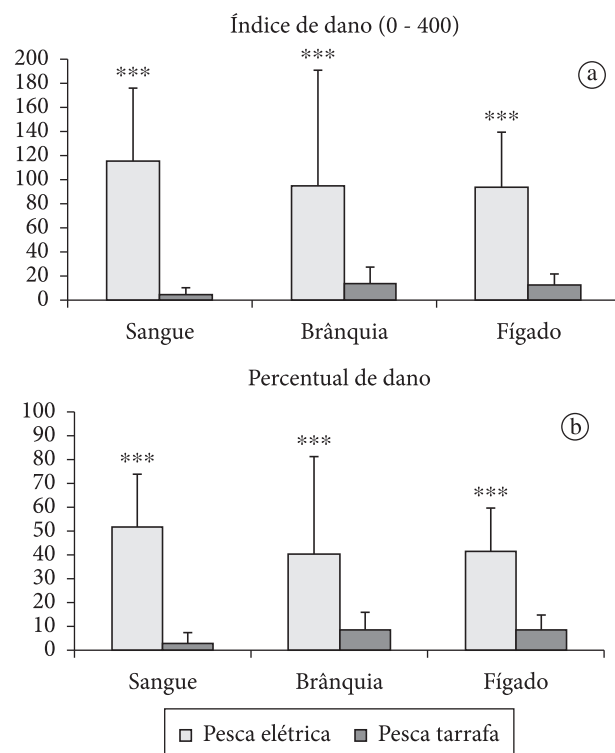 Índice de dano (0 - 400)
a
200
180
160
140
120
100
80
60
40
20
0
*** *** ***
Sangue Brânquia Fígado
Percentual de dano
b
100
90
80
70
60
50
40
30
20
10
0
*** *** ***
Sangue Brânquia Fígado
Pesca elétrica Pesca tarrafa